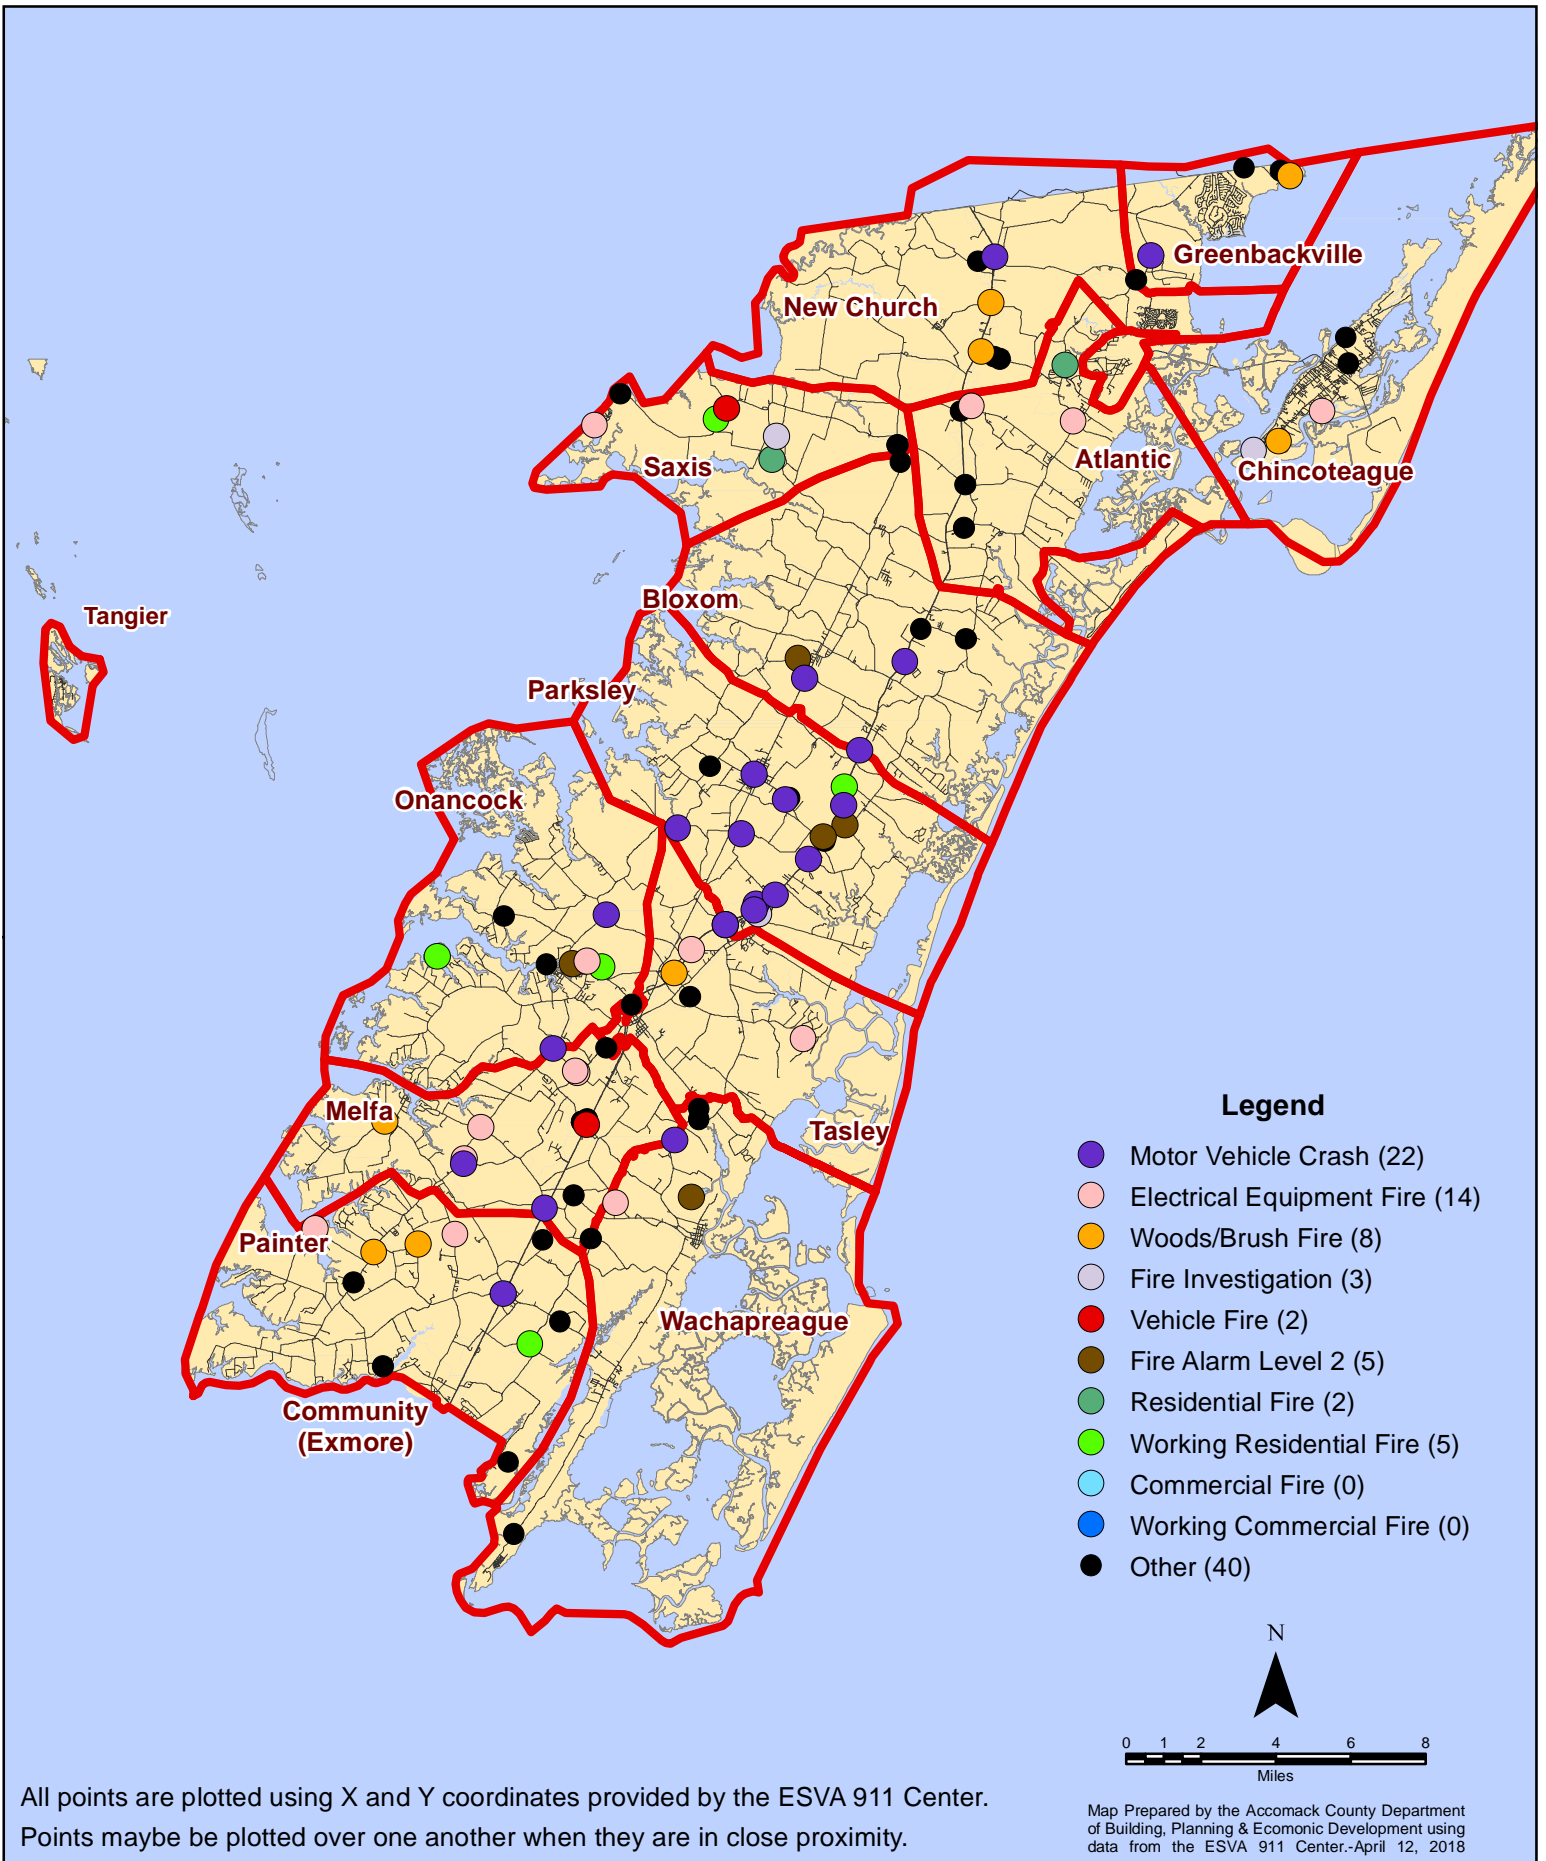 Greenbackville
New Church
Saxis
Atlantic
Chincoteague
Bloxom
Tangier
Parksley
Onancock
Melfa
Tasley
Painter
Wachapreague
Community
(Exmore)
Legend
Motor Vehicle Crash (22)
Electrical Equipment Fire (14)
Woods/Brush Fire (8)
Fire Investigation (3)
Vehicle Fire (2)
Fire Alarm Level 2 (5)
Residential Fire (2)
Working Residential Fire (5)
Commercial Fire (0)
Working Commercial Fire (0)
Other (40)
N
0 1 2 4 6 8
Miles
All points are plotted using X and Y coordinates provided by the ESVA 911 Center.
Points maybe be plotted over one another when they are in close proximity.
Map Prepared by the Accomack County Department
of Building, Planning & Ecomonic Development using
data from the ESVA 911 Center.-April 12, 2018